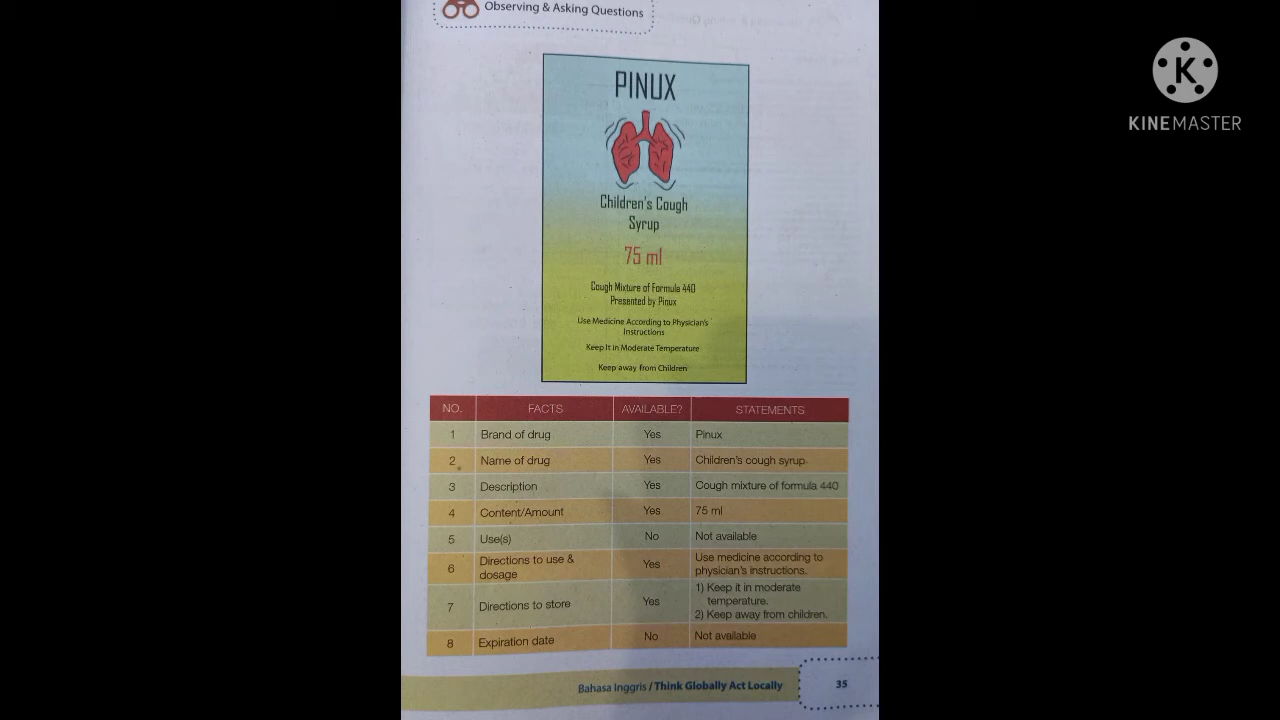 Observing & Asking Questions
PINUX
Children's Cough
Syrup
75 ml
Cough Mixture of Formula 440
Presented by Pinux
Use Medicine According to Physician's
Instructions
Keep It in Moderate Temperature
Keep away from Children
NO. FACTS AVAILABLE? STATEMENTS
1 Brand of drug Yes Pinux
2 Name of drug Yes Children's cough syrup
3 Description Yes Cough mixture of formula 440
4 Content/Amount Yes 75 ml
5 Use(s) No Not available
6 Directions to use & dosage Yes Use medicine according to
physician's instructions.
7 Directions to store Yes 1) Keep it in moderate
temperature.
2) Keep away from children.
8 Expiration date No Not available
Bahasa Inggris / Think Globally Act Locally 35
K
KINEMASTER